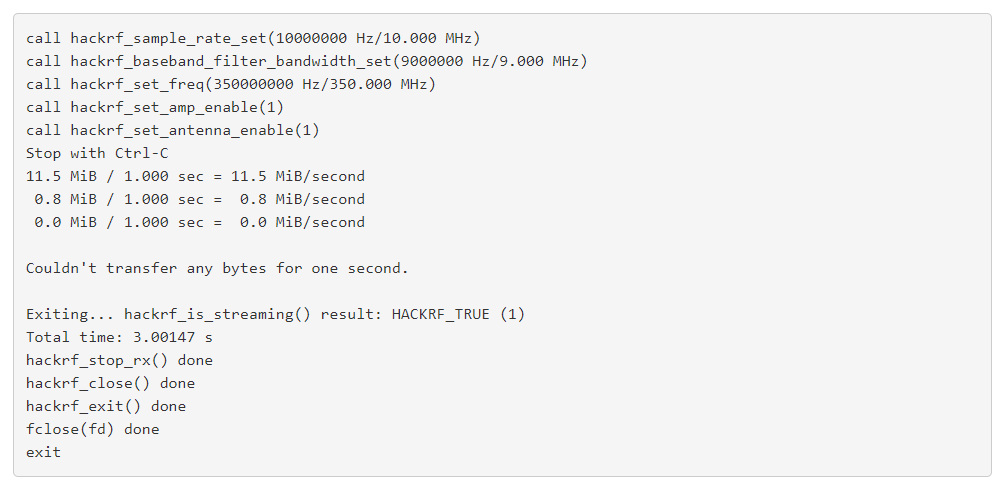 call hackrf_sample_rate_set(10000000 Hz/10.000 MHz)
call hackrf_baseband_filter_bandwidth_set(9000000 Hz/9.000 MHz)
call hackrf_set_freq(350000000 Hz/350.000 MHz)
call hackrf_set_amp_enable(1)
call hackrf_set_antenna_enable(1)
Stop with Ctrl-C
11.5 MiB / 1.000 sec = 11.5 MiB/second
 0.8 MiB / 1.000 sec =  0.8 MiB/second
 0.0 MiB / 1.000 sec =  0.0 MiB/second

Couldn't transfer any bytes for one second.

Exiting... hackrf_is_streaming() result: HACKRF_TRUE (1)
Total time: 3.00147 s
hackrf_stop_rx() done
hackrf_close() done
hackrf_exit() done
fclose(fd) done
exit